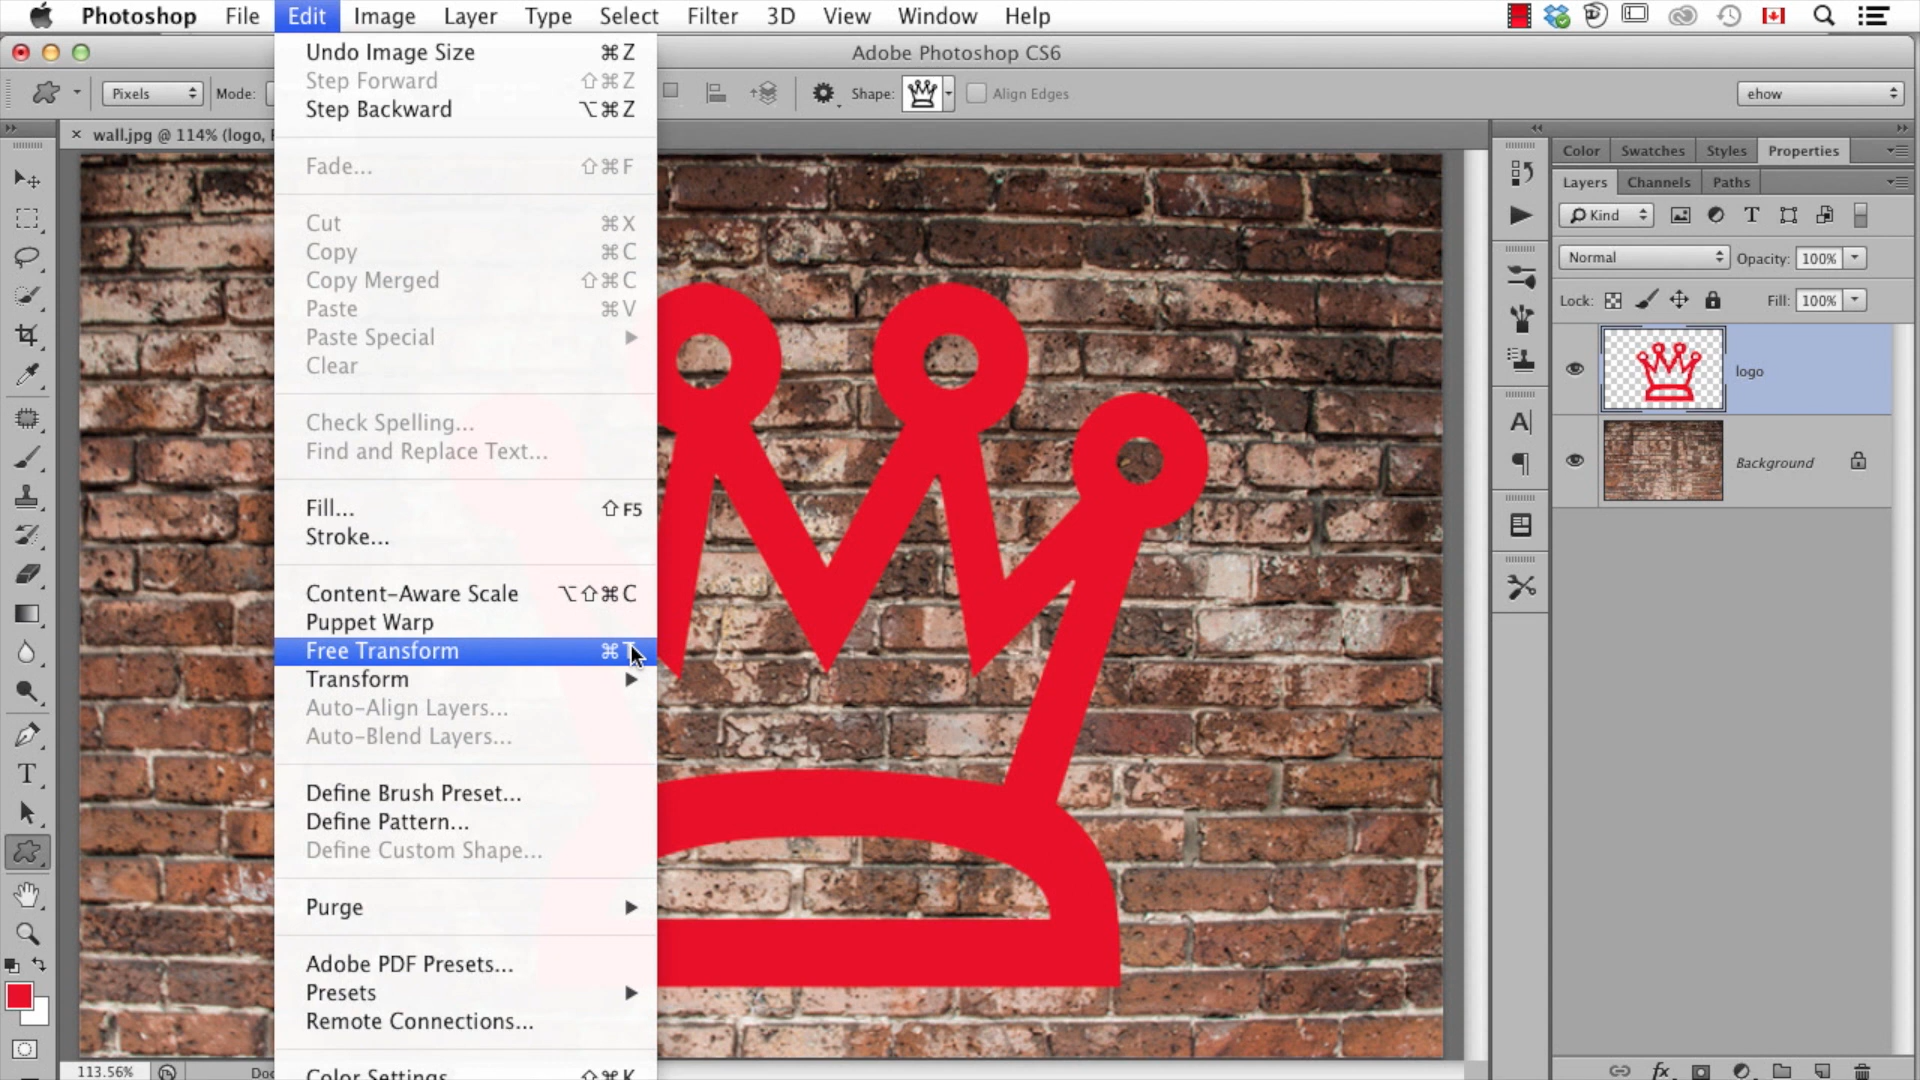 Photoshop File Edit Image Layer Type Select Filter 3D View Window Help
Adobe Photoshop CS6
Pixels Mode: Shape: Align Edges ehow
wall.jpg @ 114% (logo,
Undo Image Size ⌘Z
Step Forward ⇧⌘Z
Step Backward ⌥⌘Z
Fade... ⇧⌘F
Cut ⌘X
Copy ⌘C
Copy Merged ⇧⌘C
Paste ⌘V
Paste Special
Clear
Check Spelling...
Find and Replace Text...
Fill... ⇧F5
Stroke...
Content-Aware Scale ⌥⇧⌘C
Puppet Warp
Free Transform ⌘T
Transform
Auto-Align Layers...
Auto-Blend Layers...
Define Brush Preset...
Define Pattern...
Define Custom Shape...
Purge
Adobe PDF Presets...
Presets
Remote Connections...
Color Settings... ⇧⌘K
Color Swatches Styles Properties
Layers Channels Paths
Kind
Normal Opacity: 100%
Lock: Fill: 100%
logo
Background
113.56% Doc